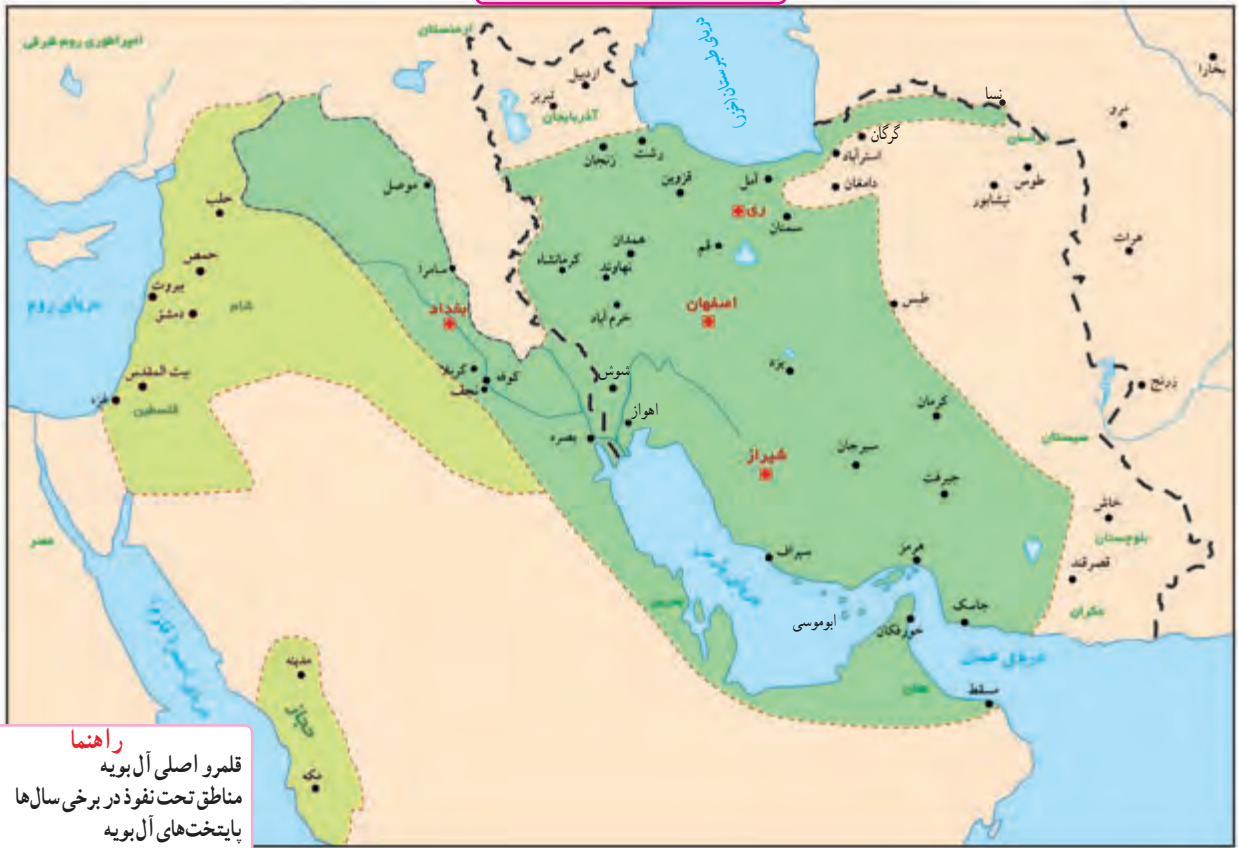 امپراطوری روم شرقی
ارمنستان
اردبیل
تبریز
آذربایجان
دریای طبرستان (خزر)
بخارا
نسا
مرو
گرگان
استرآباد
دامغان
طوس
نیشابور
هرات
رشت
زنجان
قزوین
آمل
ری
سمنان
قم
همدان
نهاوند
کرمانشاه
خرم آباد
اصفهان
طبس
یزد
موصل
سامرا
بغداد
کربلا
کوفه
نجف
بصره
شوش
اهواز
حلب
حمص
بیروت
دمشق
شام
دریای روم
بیت المقدس
غزه
فلسطین
مصر
کرمان
سیرجان
شیراز
جیرفت
زرنج
سیستان
خاش
بلوچستان
قصرقند
مکران
سیراف
هرمز
جاسک
ابوموسی
خورفکان
دریای عمان
عمان
مسقط
مدینه
حجاز
مکه
راهنما
قلمرو اصلی آل‌بویه
مناطق تحت نفوذ در برخی سال‌ها
پایتخت‌های آل‌بویه